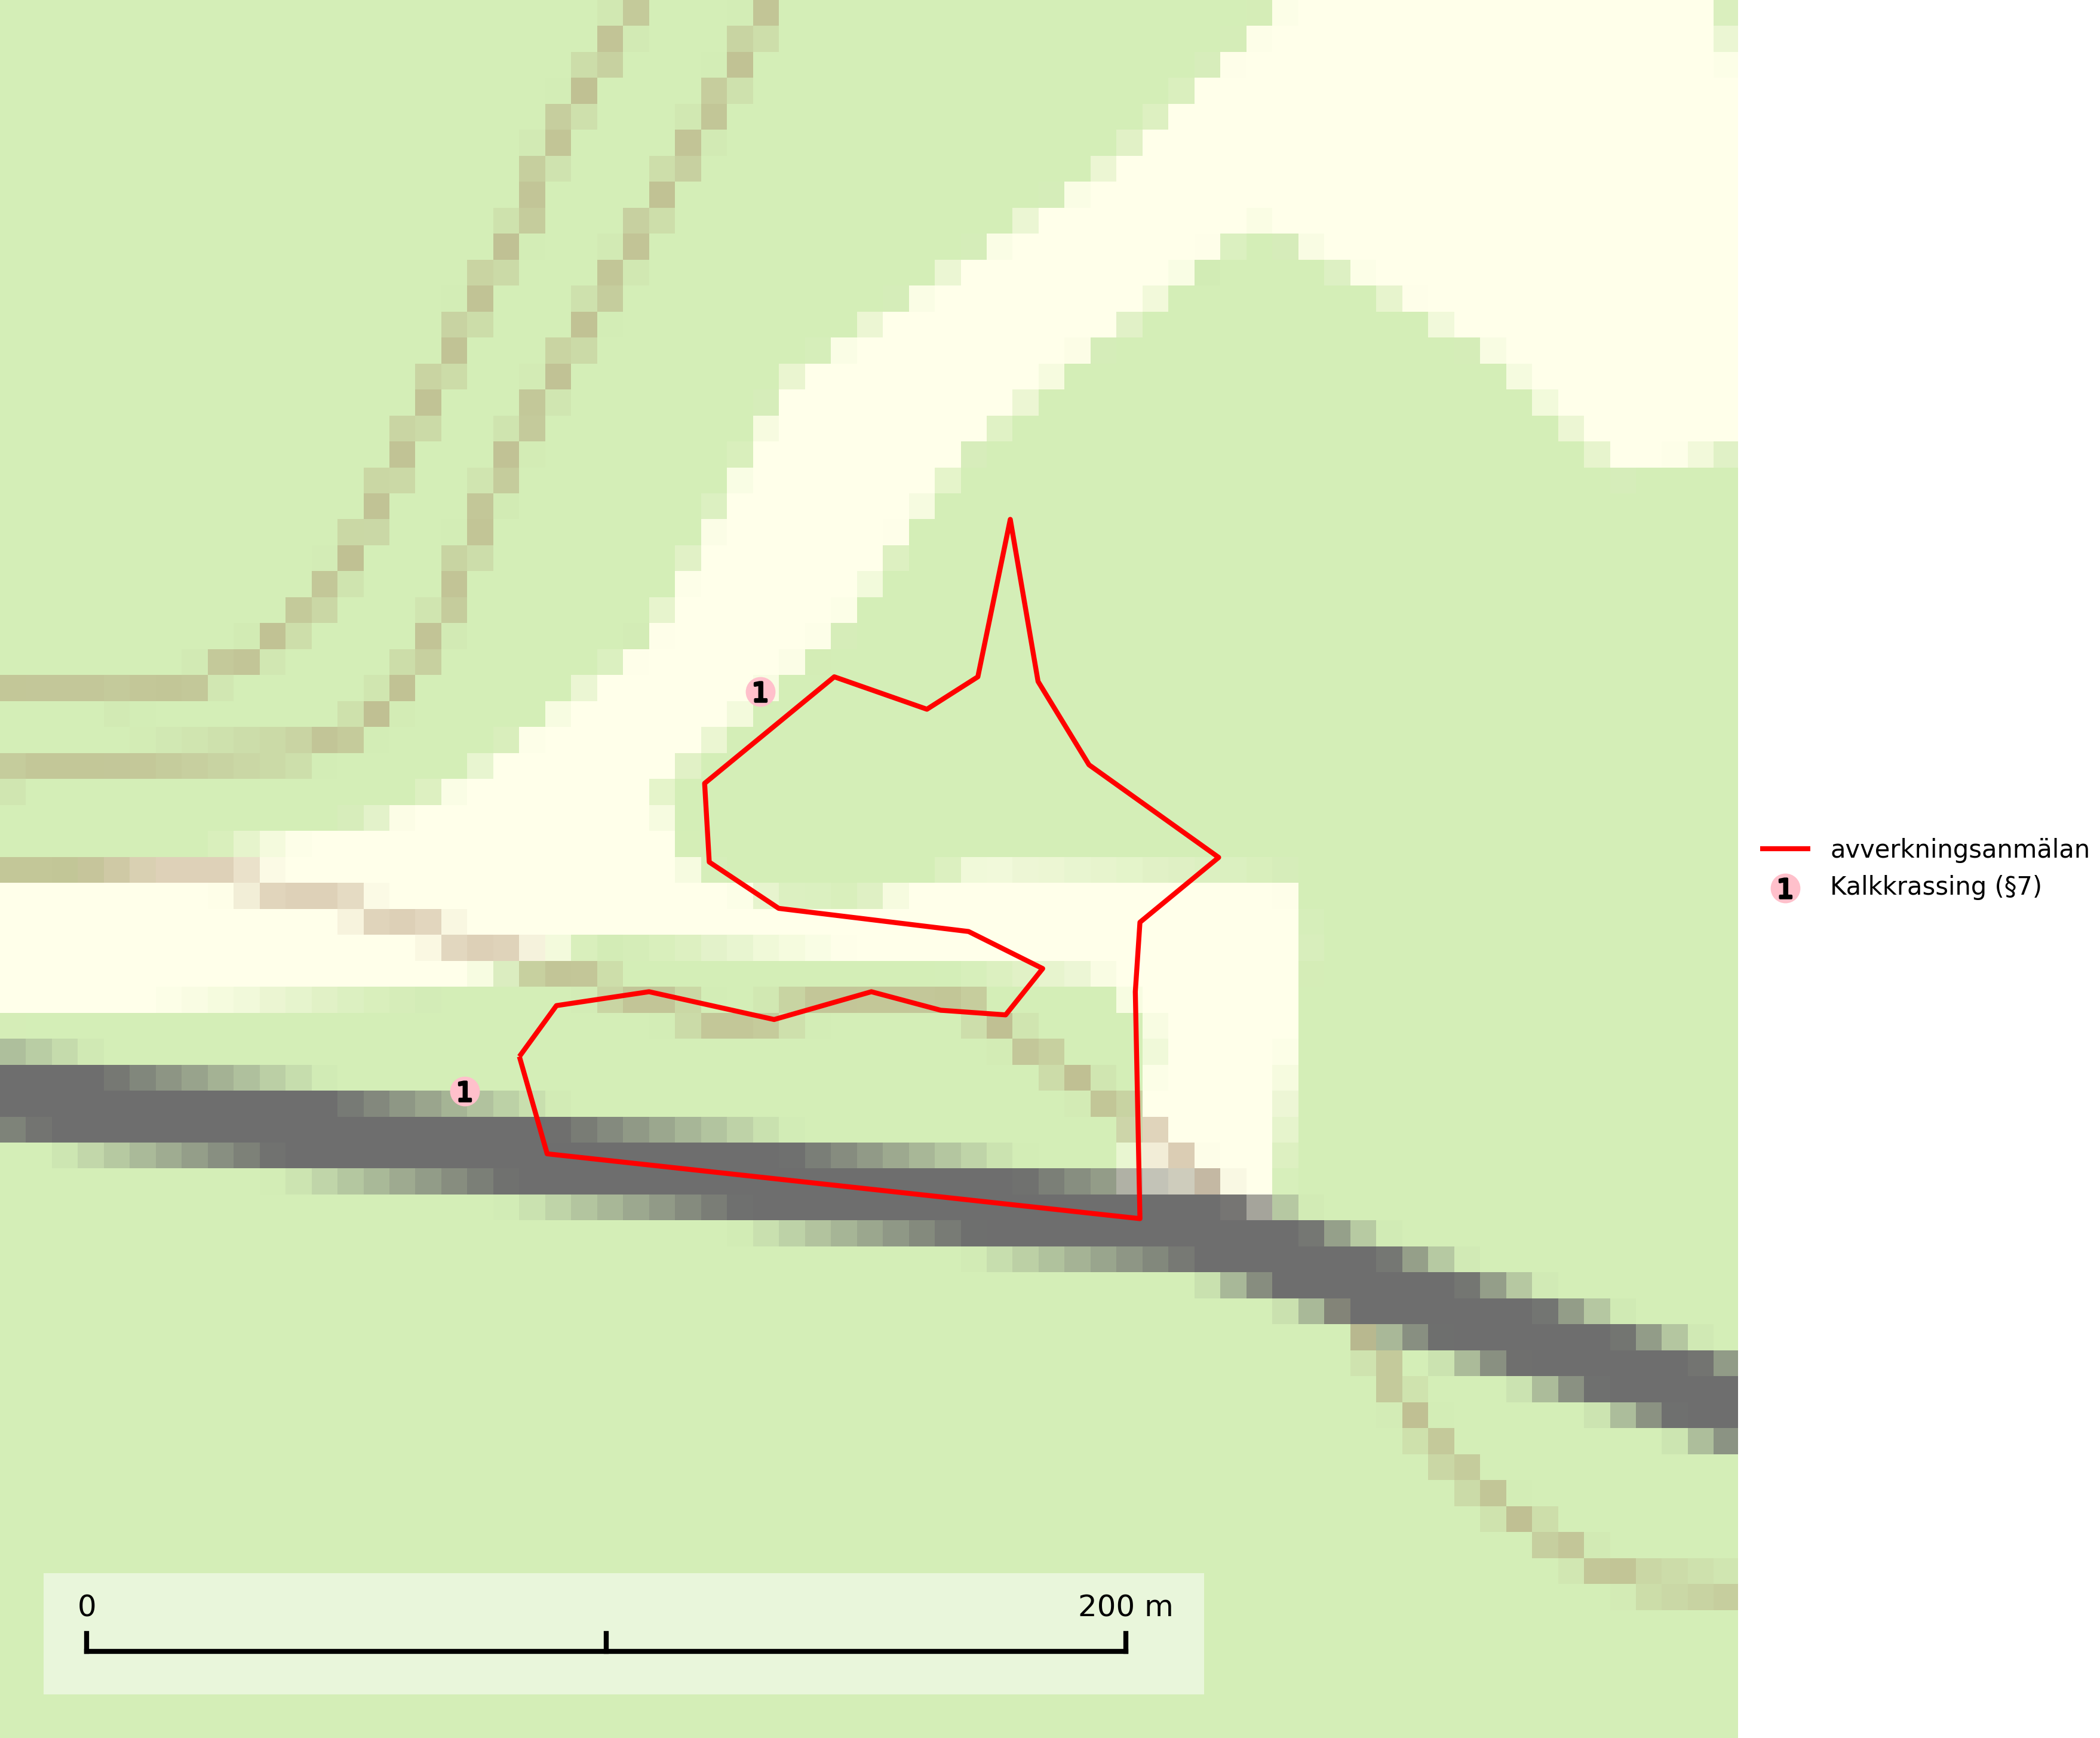 1
1
avverkningsanmälan
1 Kalkkrassing (§7)
0 200 m